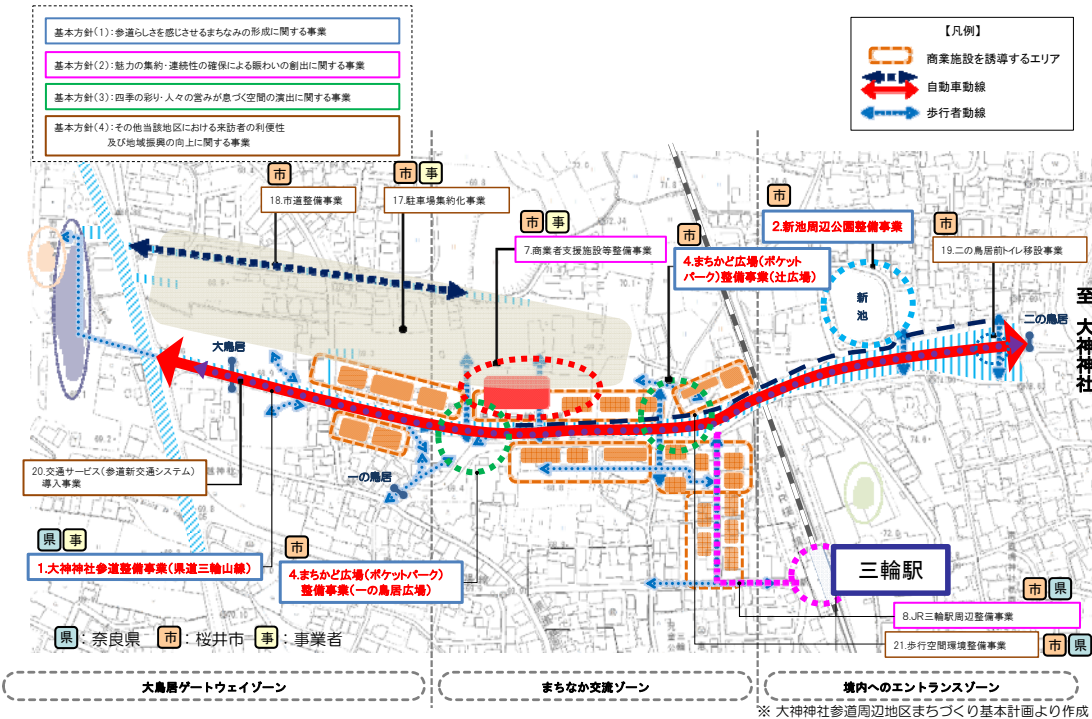 基本方針(1):参道らしさを感じさせるまちなみの形成に関する事業
基本方針(2):魅力の集約・連続性の確保による賑わいの創出に関する事業
基本方針(3):四季の彩り・人々の営みが息づく空間の演出に関する事業
基本方針(4):その他当該地区における来訪者の利便性
及び地域振興の向上に関する事業
【凡例】
商業施設を誘導するエリア
自動車動線
歩行者動線
市
18.市道整備事業
市 事
17.駐車場集約化事業
市 事
7.商業者支援施設等整備事業
市
4.まちかど広場(ポケット
パーク)整備事業(辻広場)
市
2.新池周辺公園整備事業
市
19.二の鳥居前トイレ移設事業
新池
至 大神神社
二の鳥居
大鳥居
一の鳥居
20.交通サービス(参道新交通システム)
導入事業
県 事
1.大神神社参道整備事業(県道三輪山線)
市
4.まちかど広場(ポケットパーク)
整備事業(一の鳥居広場)
三輪駅
市 県
8.JR三輪駅周辺整備事業
21.歩行空間環境整備事業
市 県
県:奈良県 市:桜井市 事:事業者
大鳥居ゲートウェイゾーン
まちなか交流ゾーン
境内へのエントランスゾーン
※ 大神神社参道周辺地区まちづくり基本計画より作成